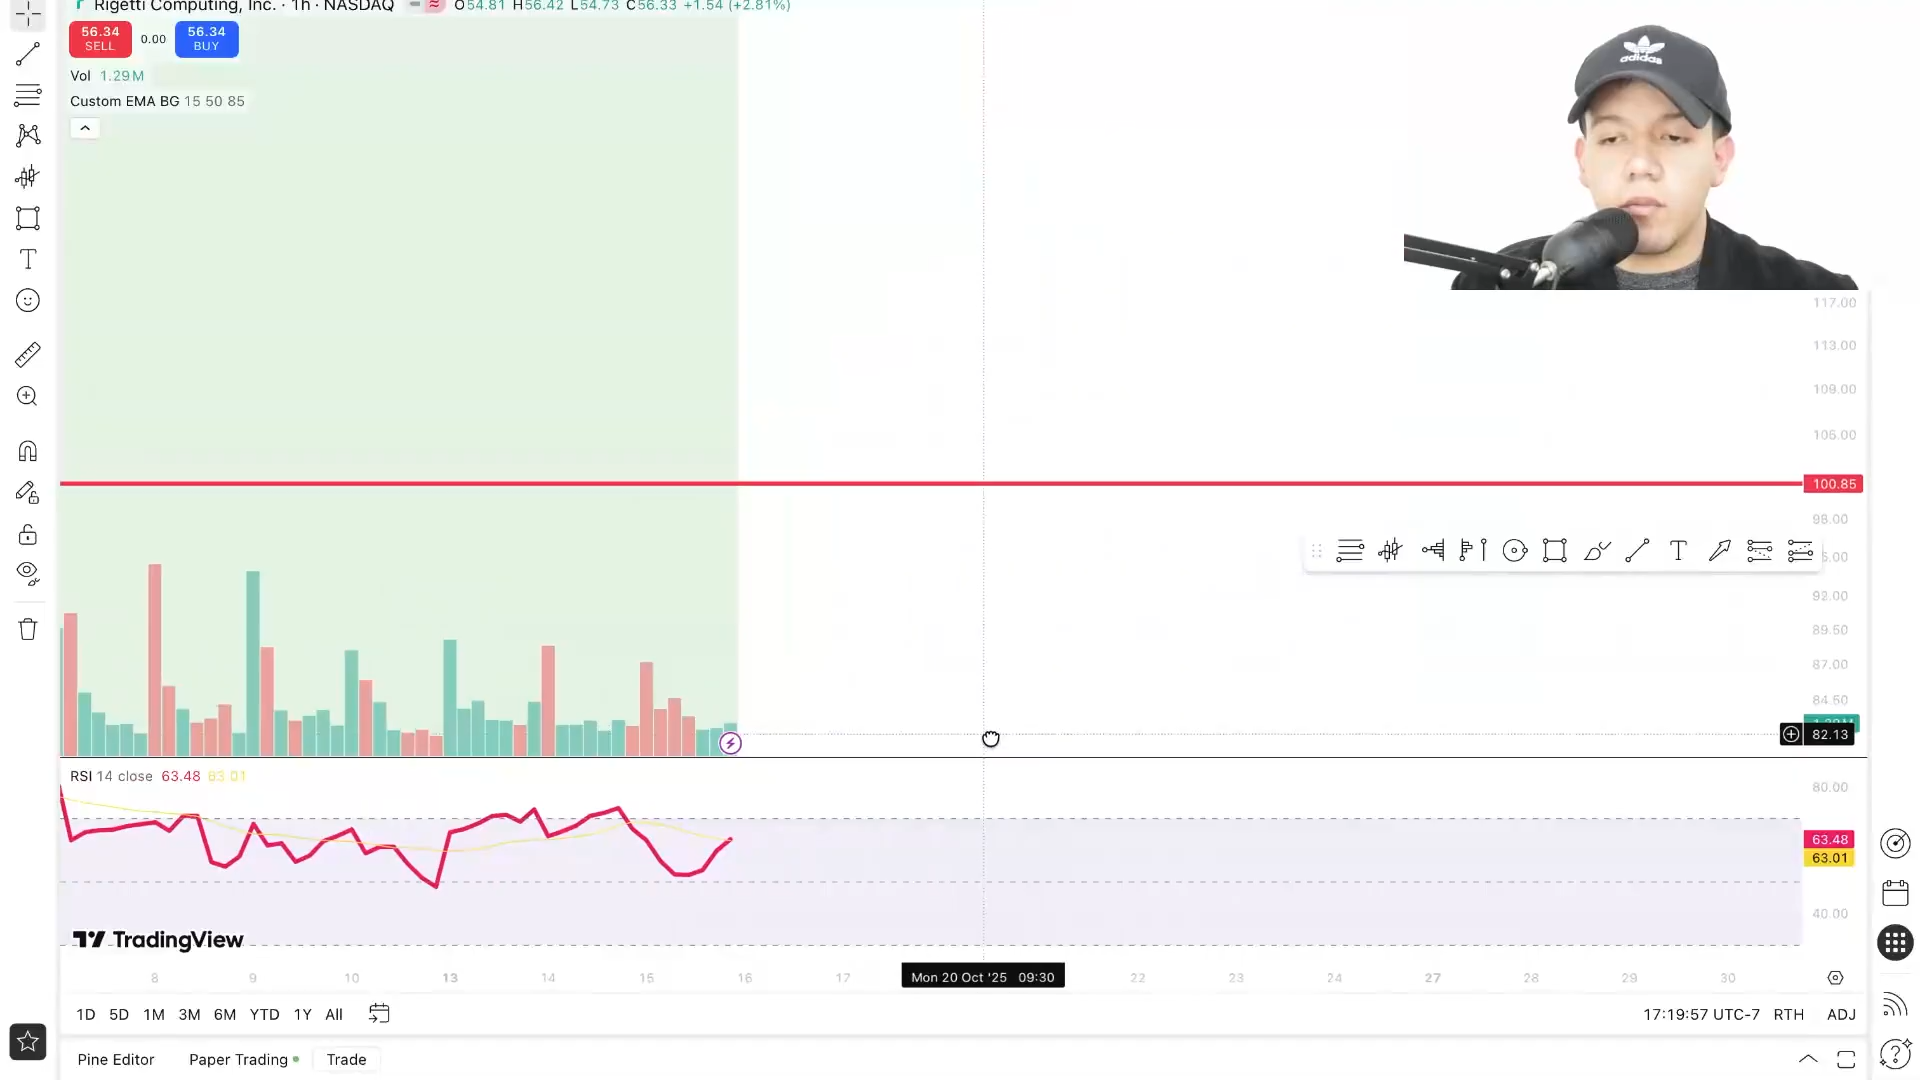 Rigetti Computing, Inc. · 1h · NASDAQ O54.81 H56.42 L54.73 C56.33 +1.54 (+2.81%)
56.34 SELL
0.00
56.34 BUY
Vol 1.29M
Custom EMA BG 15 50 85
adidas
117.00
113.00
109.00
105.00
100.85
98.00
92.00
89.50
87.00
84.50
82.13
RSI 14 close 63.48 63.01
80.00
63.48
63.01
40.00
TradingView
8 9 10 13 14 15 16 17 Mon 20 Oct '25 09:30 22 23 24 27 28 29 30
1D 5D 1M 3M 6M YTD 1Y All
17:19:57 UTC-7 RTH ADJ
Pine Editor Paper Trading Trade